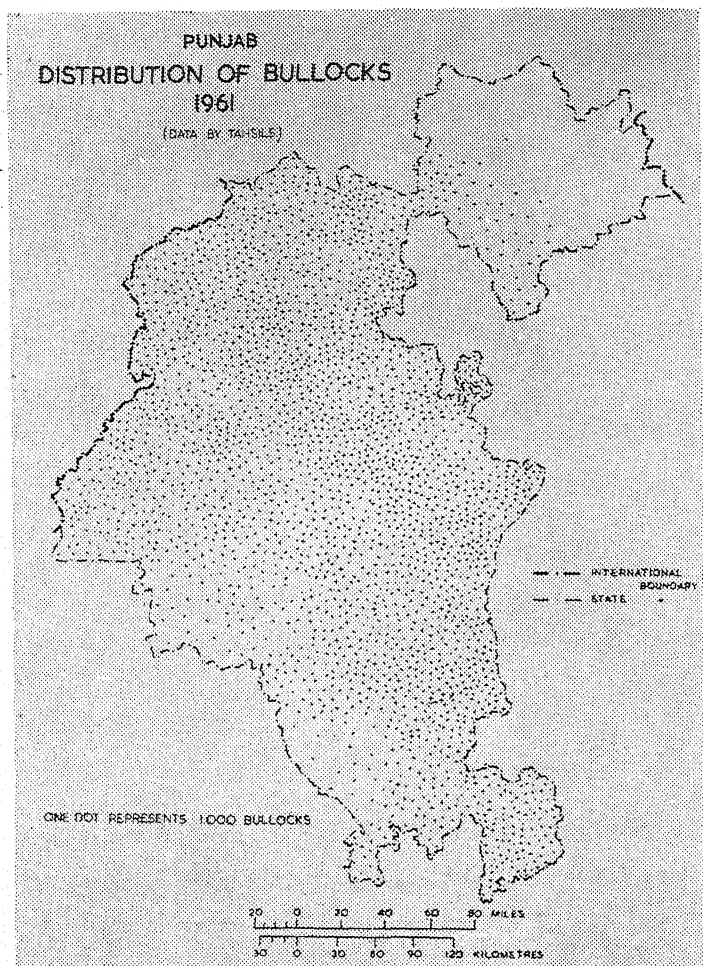 PUNJAB
DISTRIBUTION OF BULLOCKS
1961
(DATA BY TAHSILS)
INTERNATIONAL
BOUNDARY
STATE "
ONE DOT REPRESENTS 1,000 BULLOCKS
20 0 20 40 60 80 MILES
30 0 30 60 90 120 KILOMETRES